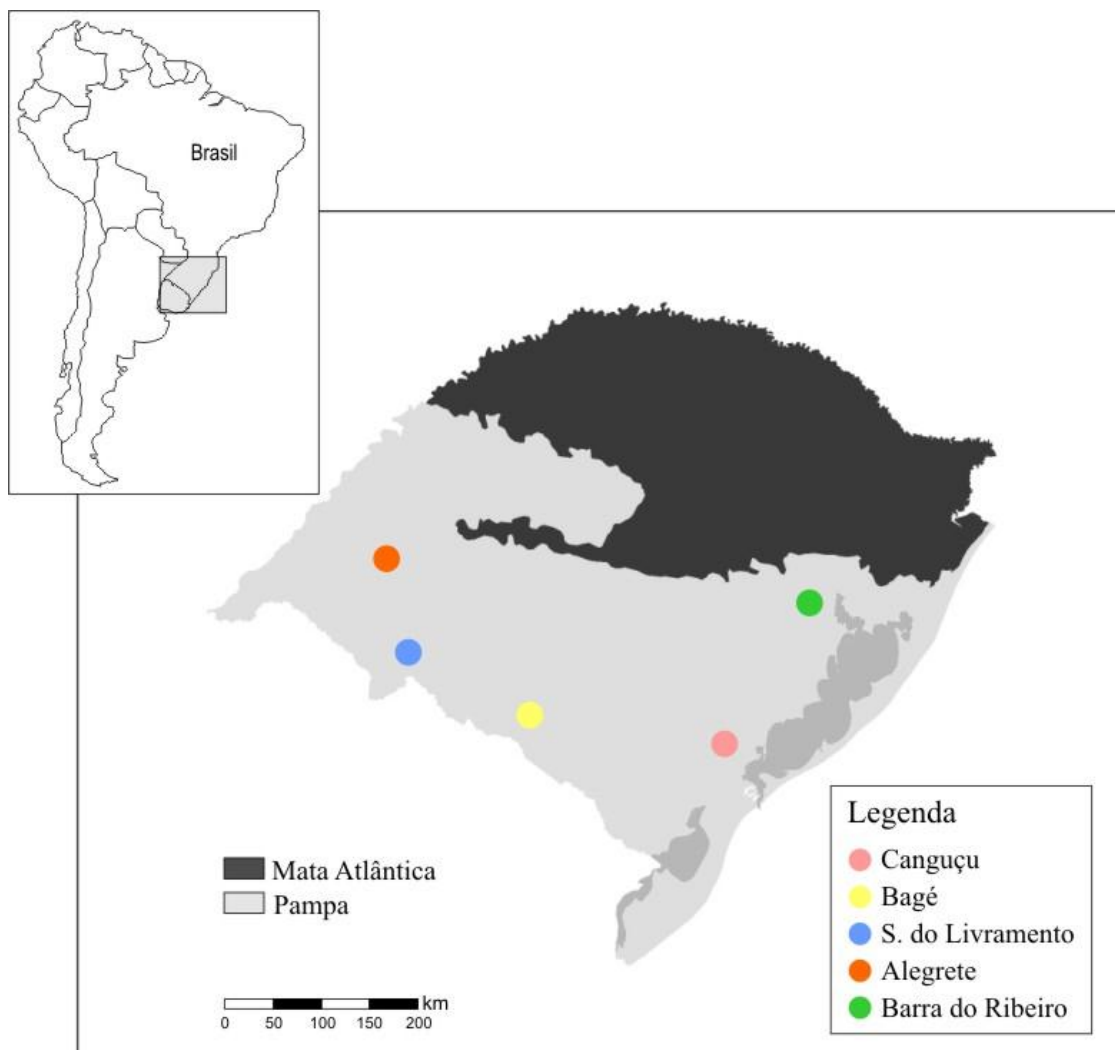 Brasil
Mata Atlântica
Pampa
km
0 50 100 150 200
Legenda
Canguçu
Bagé
S. do Livramento
Alegrete
Barra do Ribeiro